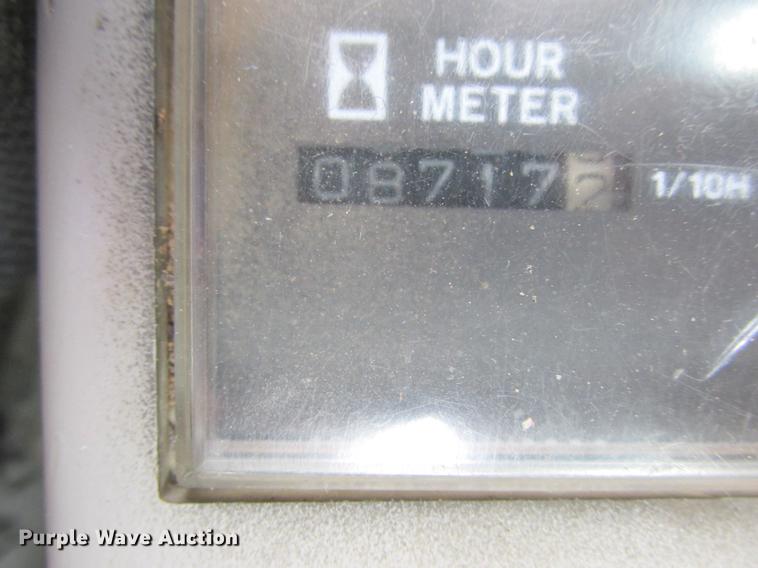 HOUR
METER
087172 1/10H
Purple Wave Auction